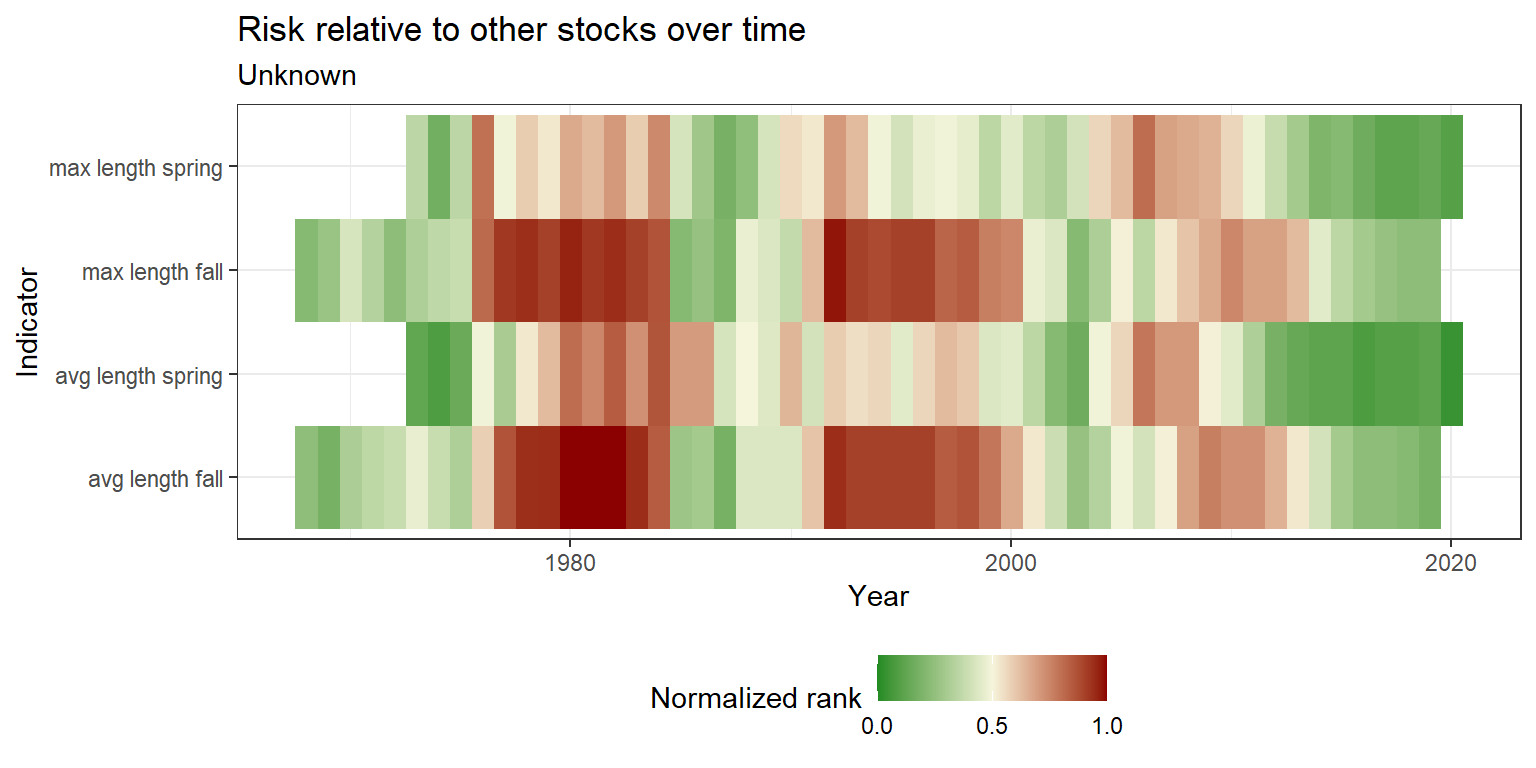 Risk relative to other stocks over time
Unknown
Indicator
max length spring
max length fall
avg length spring
avg length fall
1980 2000 2020
Year
Normalized rank
0.0 0.5 1.0